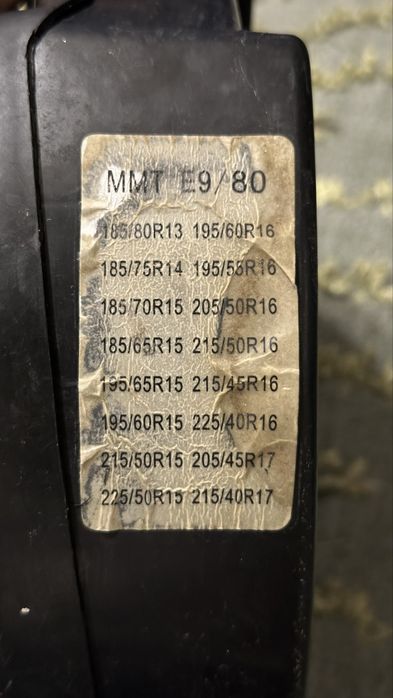 MMT E9/80
185/80R13 195/60R16
185/75R14 195/55R16
185/70R15 205/50R16
185/65R15 215/50R16
195/65R15 215/45R16
195/60R15 225/40R16
215/50R15 205/45R17
225/50R15 215/40R17